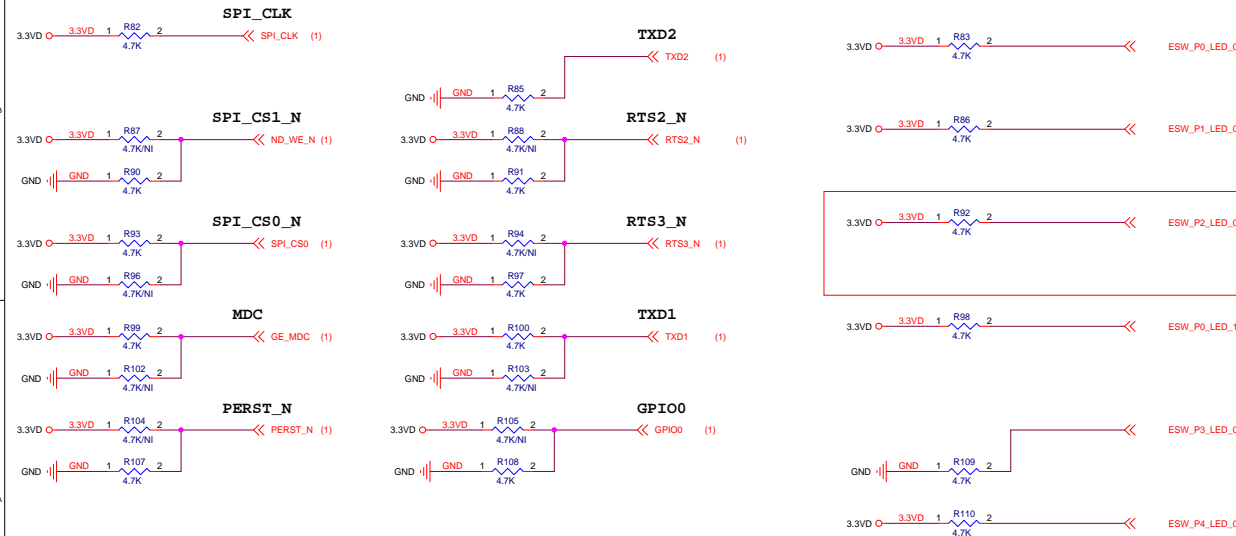 SPI_CLK
3.3VD 3.3VD 1 R82 2 SPI_CLK (1)
4.7K
SPI_CS1_N
3.3VD 3.3VD 1 R87 2 ND_WE_N (1)
4.7K/NI
GND GND 1 R90 2
4.7K
SPI_CS0_N
3.3VD 3.3VD 1 R93 2 SPI_CS0 (1)
4.7K
GND GND 1 R96 2
4.7K/NI
MDC
3.3VD 3.3VD 1 R99 2 GE_MDC (1)
4.7K
GND GND 1 R102 2
4.7K/NI
PERST_N
3.3VD 3.3VD 1 R104 2 PERST_N (1)
4.7K/NI
GND GND 1 R107 2
4.7K
TXD2
TXD2 (1)
GND GND 1 R85 2
4.7K
RTS2_N
3.3VD 3.3VD 1 R88 2 RTS2_N (1)
4.7K/NI
GND GND 1 R91 2
4.7K
RTS3_N
3.3VD 3.3VD 1 R94 2 RTS3_N (1)
4.7K/NI
GND GND 1 R97 2
4.7K
TXD1
3.3VD 3.3VD 1 R100 2 TXD1 (1)
4.7K
GND GND 1 R103 2
4.7K/NI
GPIO0
3.3VD 3.3VD 1 R105 2 GPIO0 (1)
4.7K/NI
GND GND 1 R108 2
4.7K
3.3VD 3.3VD 1 R83 2 ESW_P0_LED_0
4.7K
3.3VD 3.3VD 1 R86 2 ESW_P1_LED_0
4.7K
3.3VD 3.3VD 1 R92 2 ESW_P2_LED_0
4.7K
3.3VD 3.3VD 1 R98 2 ESW_P0_LED_1
4.7K
ESW_P3_LED_0
GND GND 1 R109 2
4.7K
3.3VD 3.3VD 1 R110 2 ESW_P4_LED_0
4.7K